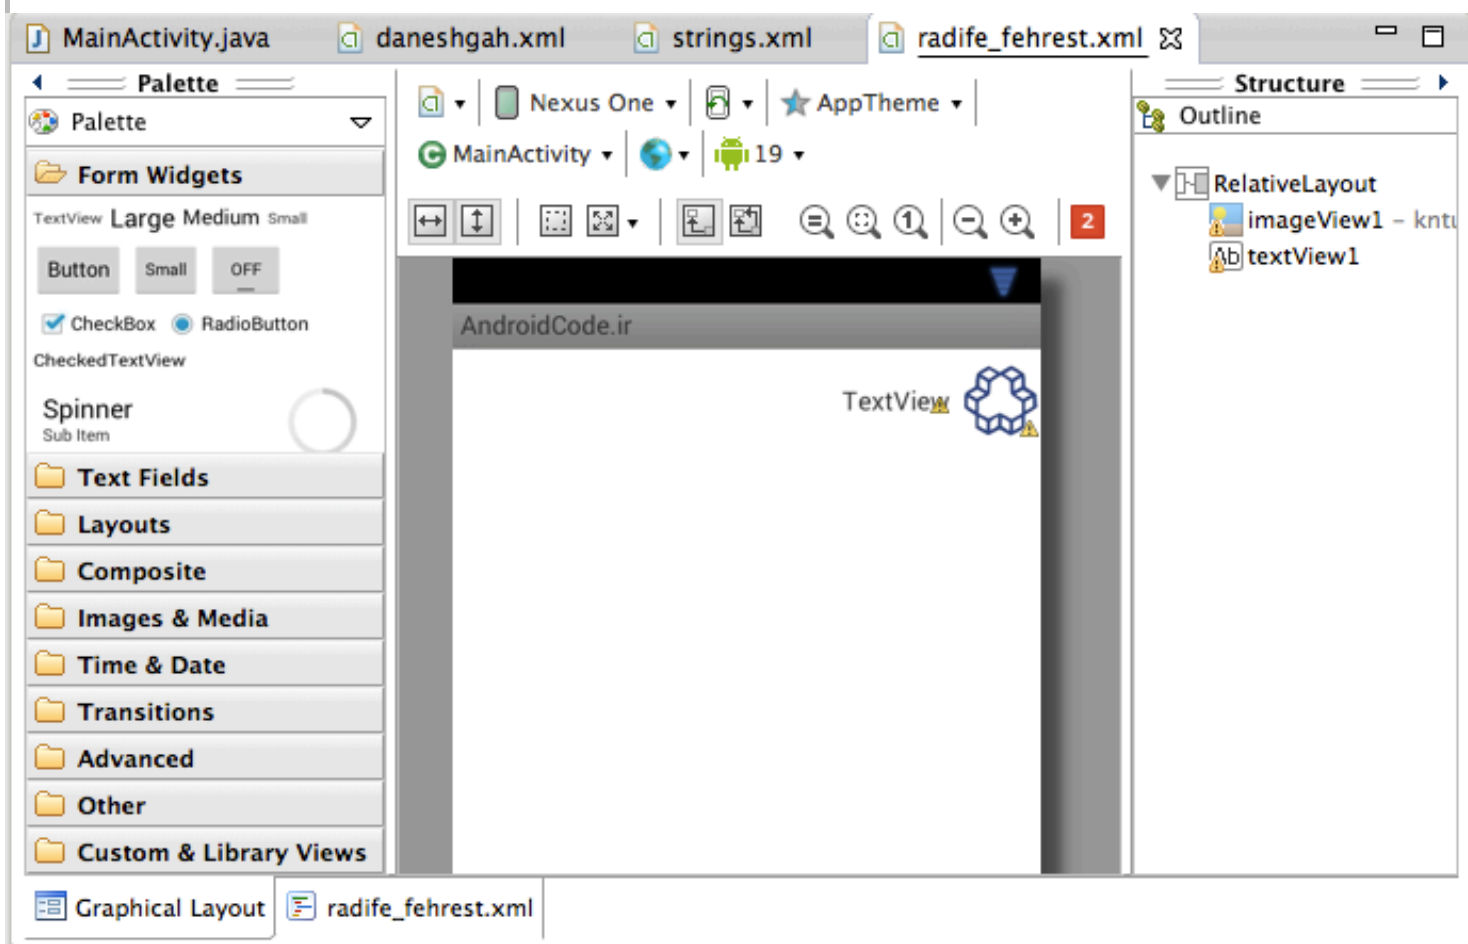 MainActivity.java daneshgah.xml strings.xml radife_fehrest.xml
Palette
Palette
Form Widgets
TextView Large Medium Small
Button Small OFF
CheckBox RadioButton
CheckedTextView
Spinner
Sub Item
Text Fields
Layouts
Composite
Images & Media
Time & Date
Transitions
Advanced
Other
Custom & Library Views
Nexus One AppTheme
MainActivity 19
1 2
AndroidCode.ir
TextView
Structure
Outline
RelativeLayout
imageView1 – kntu
Ab textView1
Graphical Layout radife_fehrest.xml